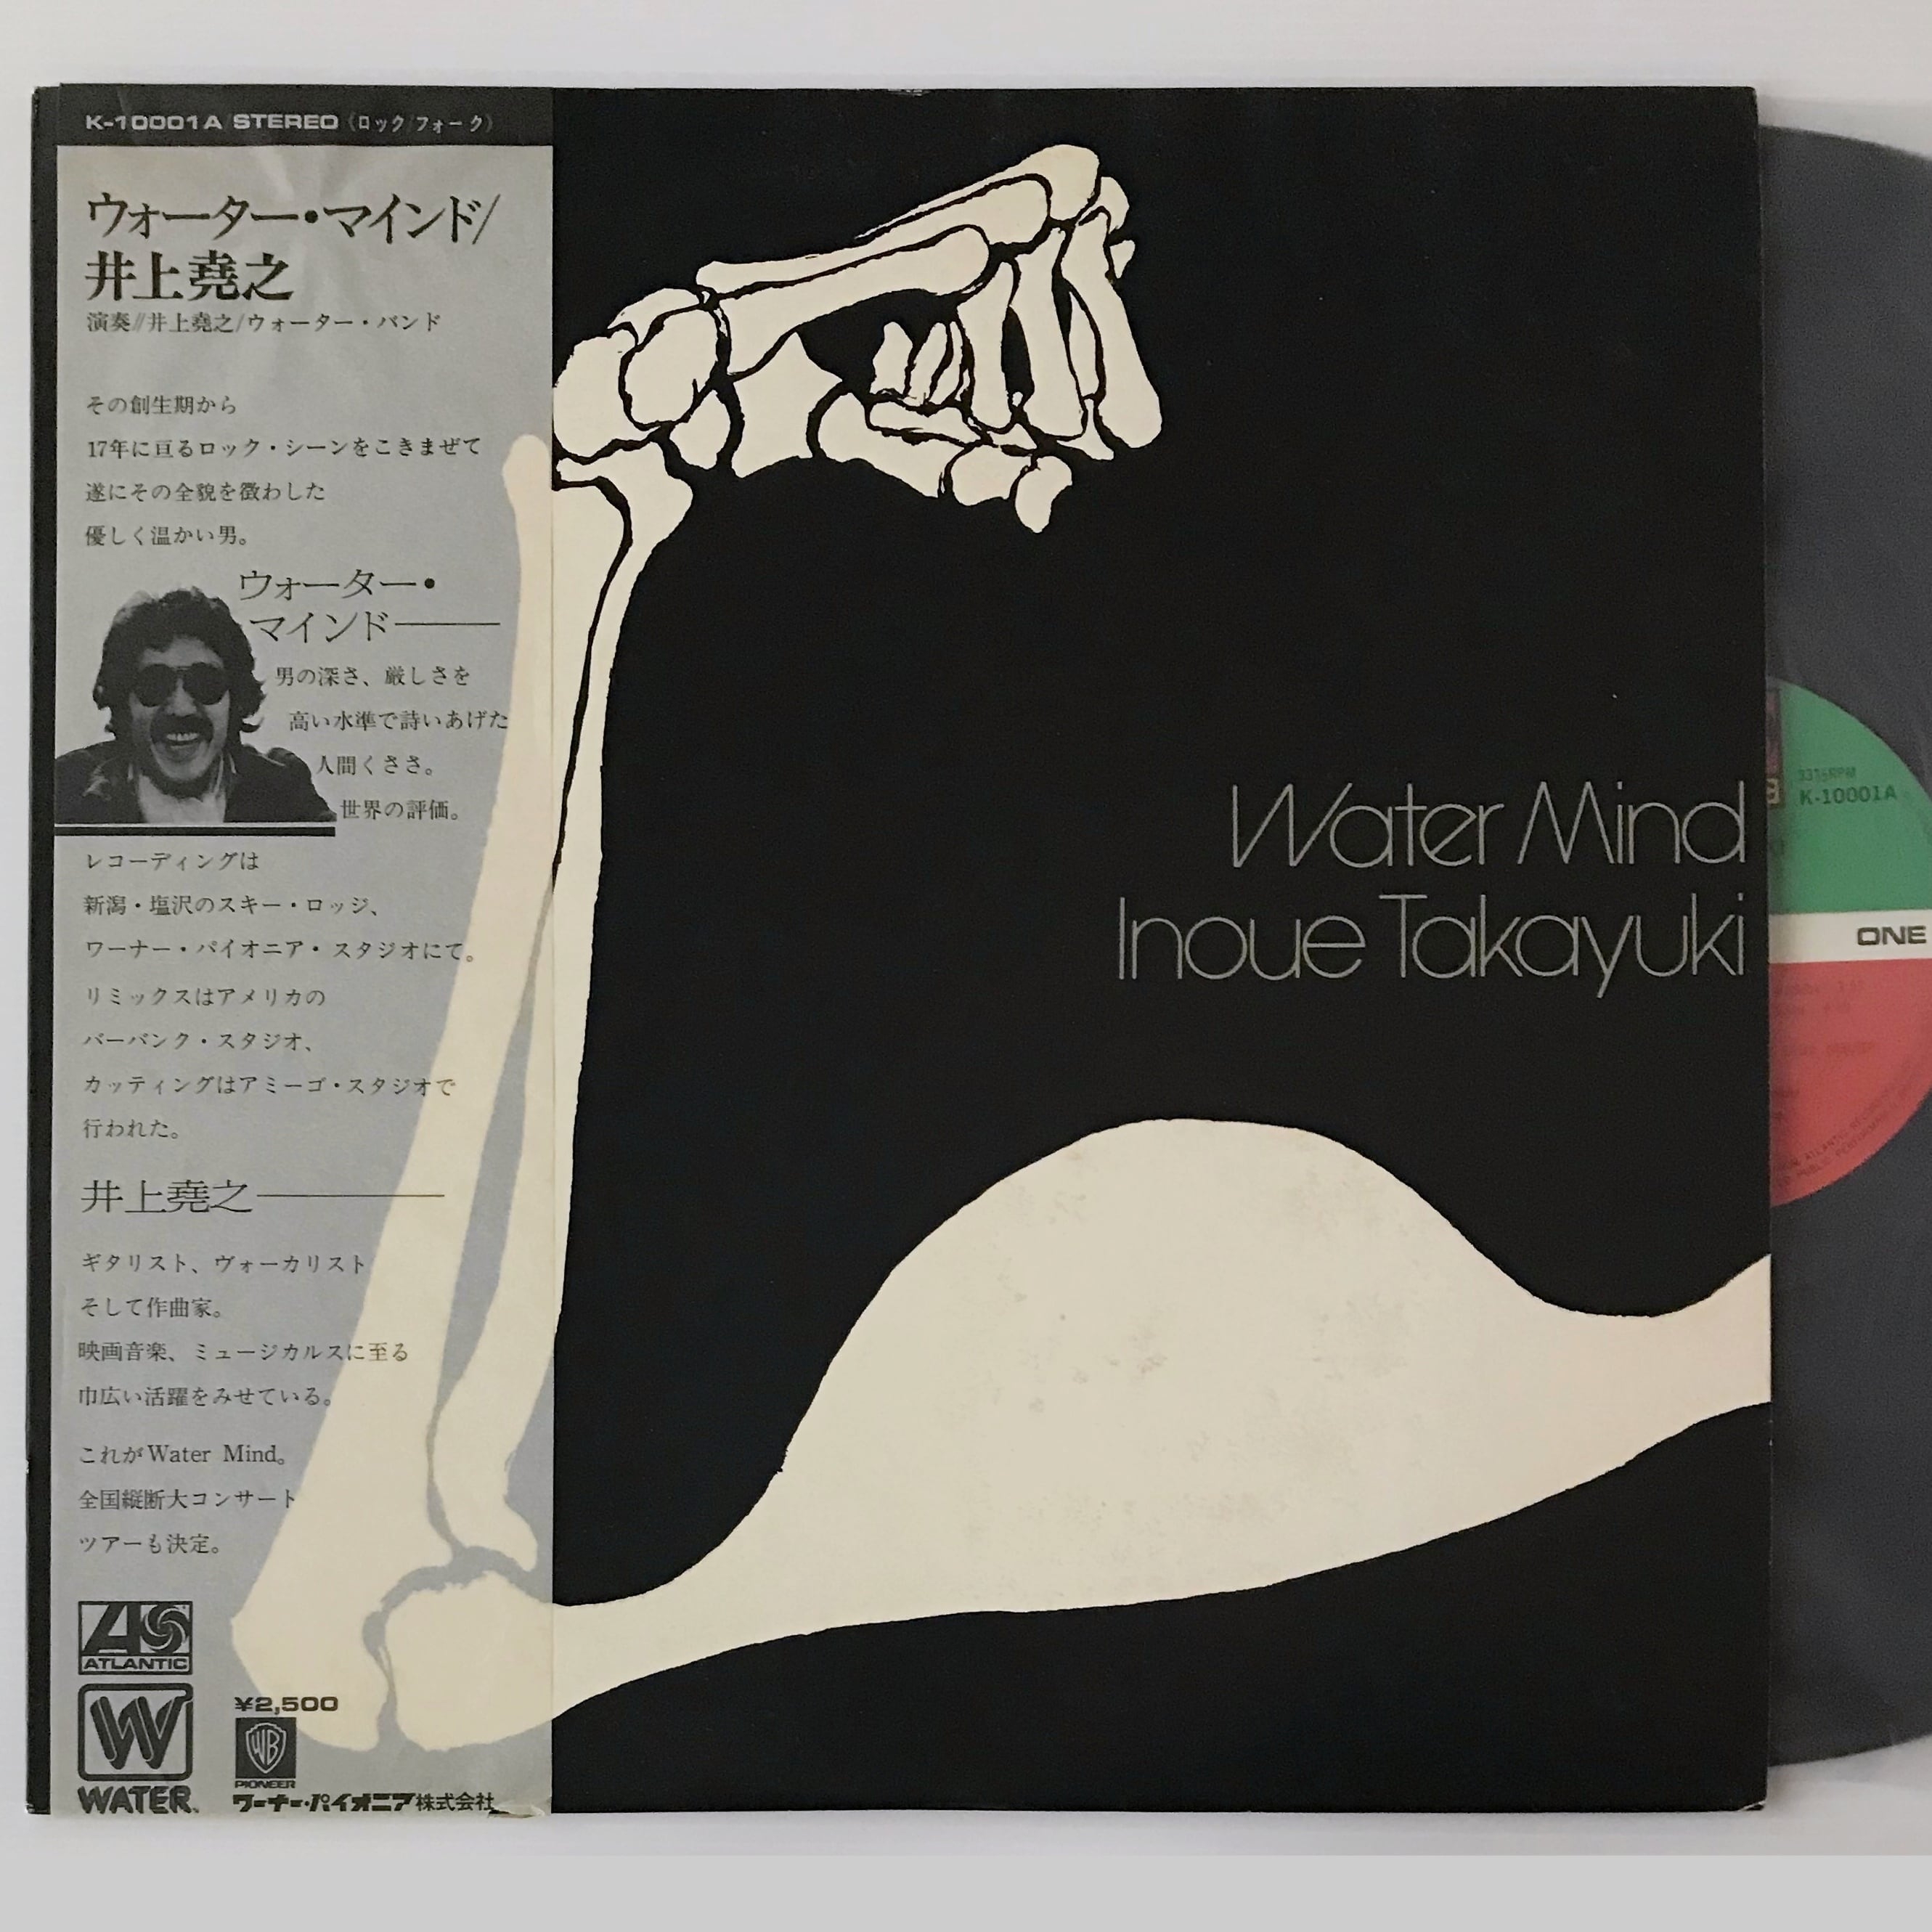 K-10001A/STEREO (ロック/フォーク)
ウォーター・マインド/
井上堯之
演奏//井上堯之/ウォーター・バンド
その創生期から
17年に亘るロック・シーンをこきまぜて
遂にその全貌を徴わした
優しく温かい男。
ウォーター・
マインド――
男の深さ、厳しさを
高い水準で詩いあげた
人間くささ。
世界の評価。
レコーディングは
新潟・塩沢のスキー・ロッジ、
ワーナー・パイオニア・スタジオにて。
リミックスはアメリカの
バーバンク・スタジオ、
カッティングはアミーゴ・スタジオで
行われた。
井上堯之――
ギタリスト、ヴォーカリスト
そして作曲家。
映画音楽、ミュージカルスに至る
巾広い活躍をみせている。
これがWater Mind。
全国縦断大コンサート
ツアーも決定。
ATLANTIC
W
WATER
¥2,500
WB
PIONEER
ワーナー・パイオニア株式会社
Water Mind
Inoue Takayuki
33⅓RPM
K-10001A
ONE